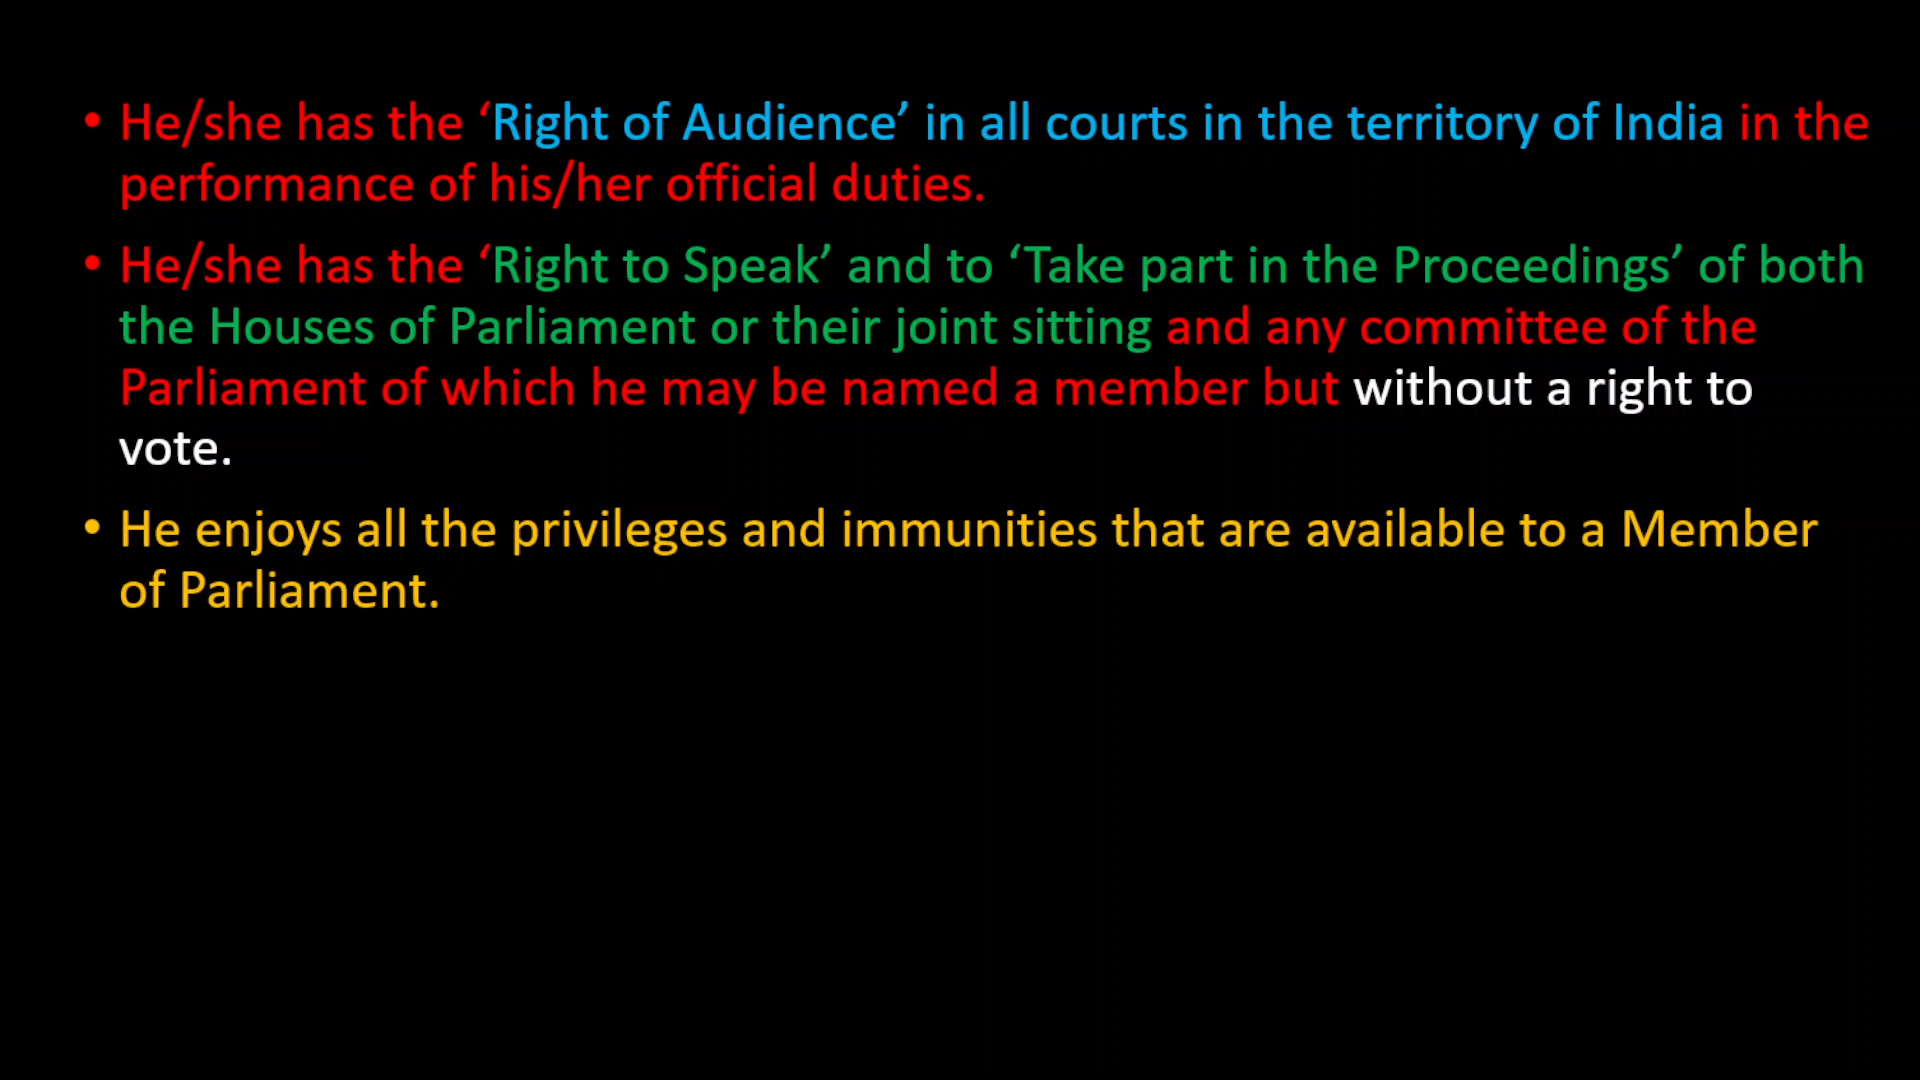 • He/she has the ‘Right of Audience’ in all courts in the territory of India in the
performance of his/her official duties.
• He/she has the ‘Right to Speak’ and to ‘Take part in the Proceedings’ of both
the Houses of Parliament or their joint sitting and any committee of the
Parliament of which he may be named a member but without a right to
vote.
• He enjoys all the privileges and immunities that are available to a Member
of Parliament.